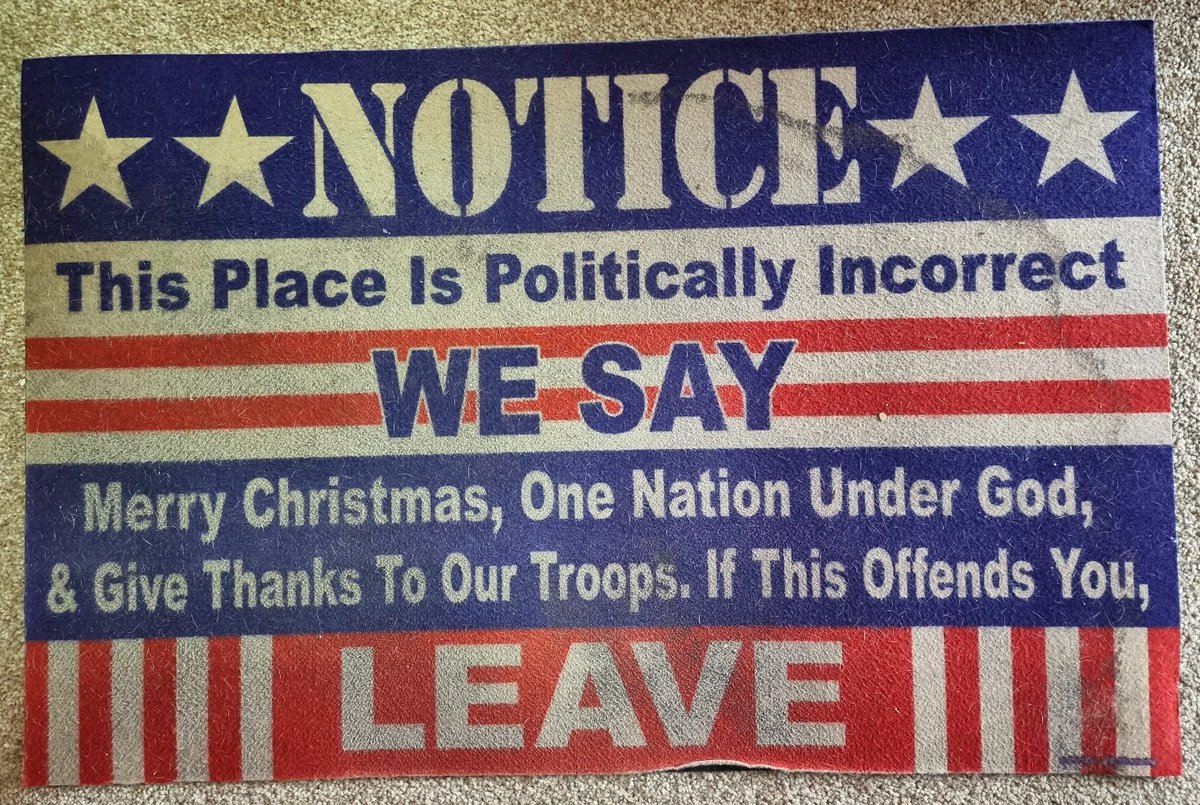 NOTICE
This Place Is Politically Incorrect
WE SAY
Merry Christmas, One Nation Under God,
& Give Thanks To Our Troops. If This Offends You,
LEAVE